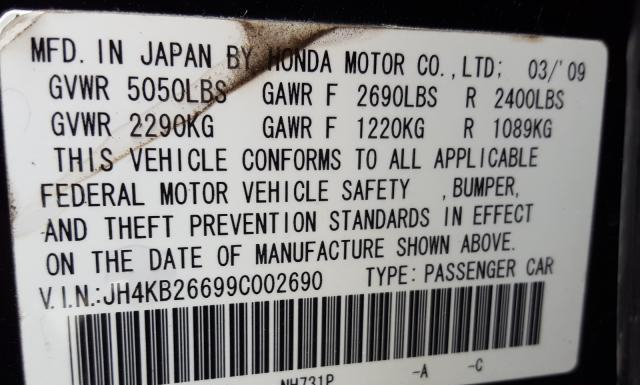 MFD. IN JAPAN BY HONDA MOTOR CO.,LTD; 03/'09
GVWR 5050LBS GAWR F 2690LBS R 2400LBS
GVWR 2290KG GAWR F 1220KG R 1089KG
THIS VEHICLE CONFORMS TO ALL APPLICABLE
FEDERAL MOTOR VEHICLE SAFETY ,BUMPER,
AND THEFT PREVENTION STANDARDS IN EFFECT
ON THE DATE OF MANUFACTURE SHOWN ABOVE.
V.I.N.:JH4KB26699C002690 TYPE: PASSENGER CAR
NH731P -A -C